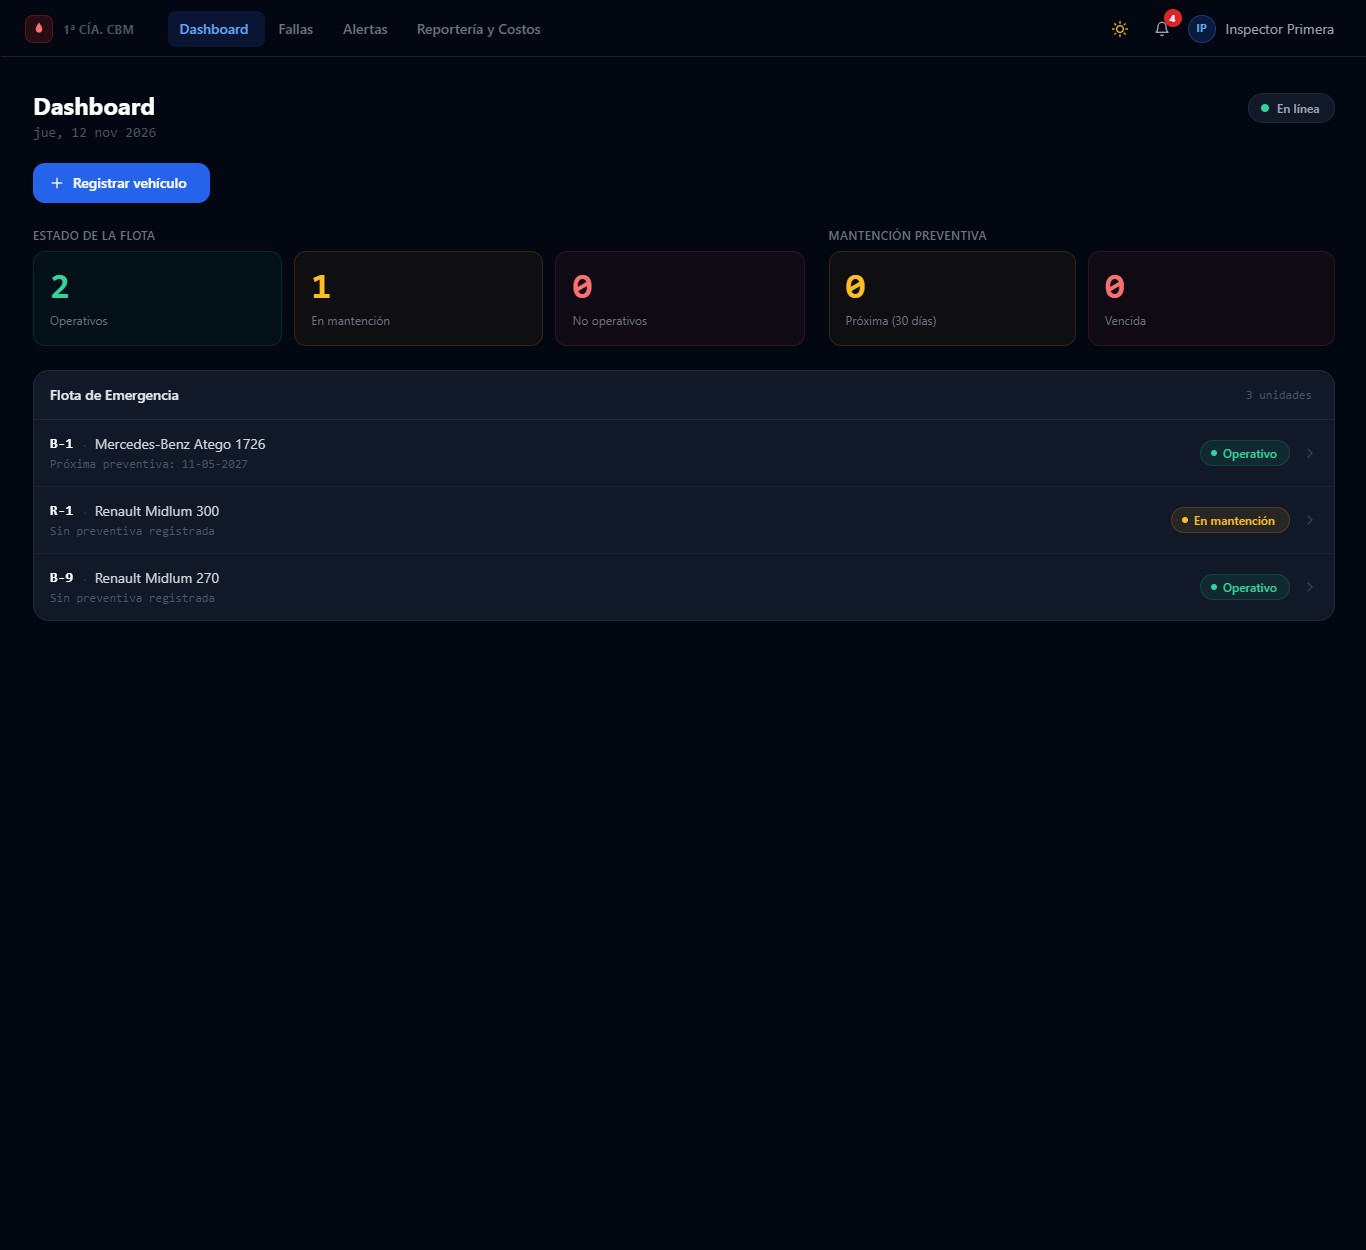 1ª CÍA. CBM Dashboard Fallas Alertas Reportería y Costos 4 IP Inspector Primera
Dashboard
jue, 12 nov 2026
En línea
+ Registrar vehículo
ESTADO DE LA FLOTA
2
Operativos
1
En mantención
0
No operativos
MANTENCIÓN PREVENTIVA
0
Próxima (30 días)
0
Vencida
Flota de Emergencia 3 unidades
B-1 · Mercedes-Benz Atego 1726
Próxima preventiva: 11-05-2027
Operativo
R-1 · Renault Midlum 300
Sin preventiva registrada
En mantención
B-9 · Renault Midlum 270
Sin preventiva registrada
Operativo